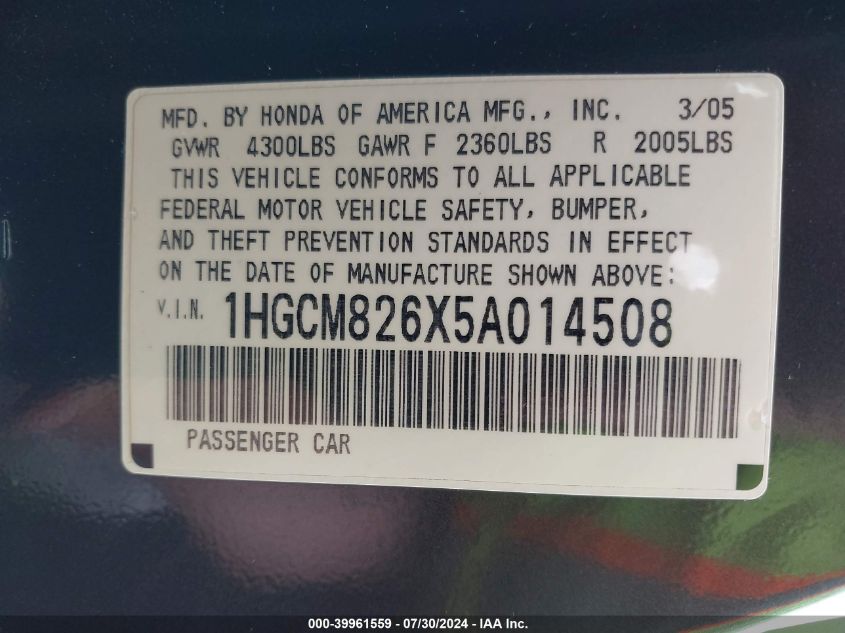 MFD. BY HONDA OF AMERICA MFG., INC. 3/05
GVWR 4300LBS GAWR F 2360LBS R 2005LBS
THIS VEHICLE CONFORMS TO ALL APPLICABLE
FEDERAL MOTOR VEHICLE SAFETY, BUMPER,
AND THEFT PREVENTION STANDARDS IN EFFECT
ON THE DATE OF MANUFACTURE SHOWN ABOVE:
V.I.N. 1HGCM826X5A014508
PASSENGER CAR
000-39961559 / 07/30/2024 - IAA Inc.